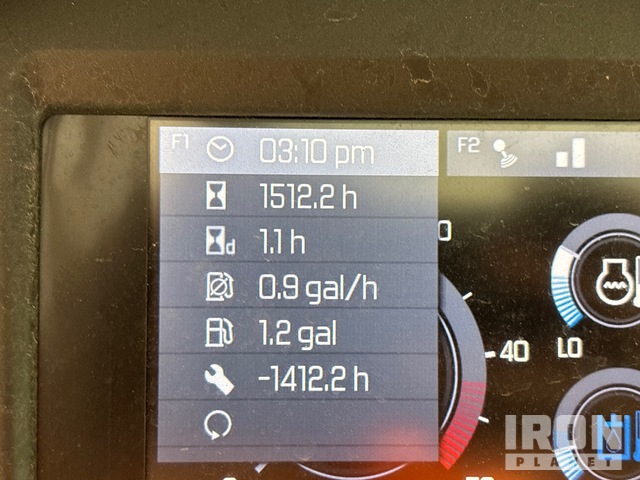 F1 03:10 pm F2
1512.2 h
d 1.1 h
0.9 gal/h
1.2 gal
-1412.2 h
40
LO
IRON
PLANET